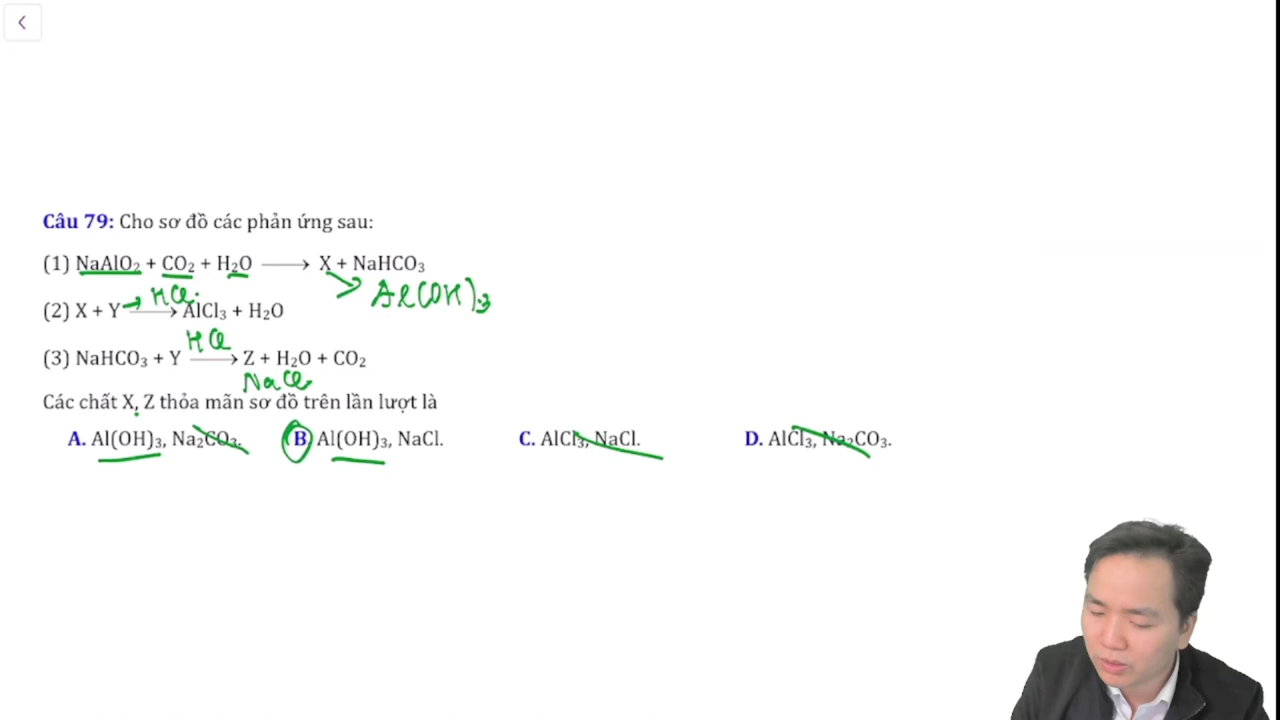 Câu 79: Cho sơ đồ các phản ứng sau:
(1) NaAlO₂ + CO₂ + H₂O ⟶ X + NaHCO₃
Al(OH)₃
HCl
(2) X + Y ⟶ AlCl₃ + H₂O
HCl
(3) NaHCO₃ + Y ⟶ Z + H₂O + CO₂
NaCl
Các chất X, Z thỏa mãn sơ đồ trên lần lượt là
A. Al(OH)₃, Na₂CO₃. B. Al(OH)₃, NaCl. C. AlCl₃, NaCl. D. AlCl₃, Na₂CO₃.